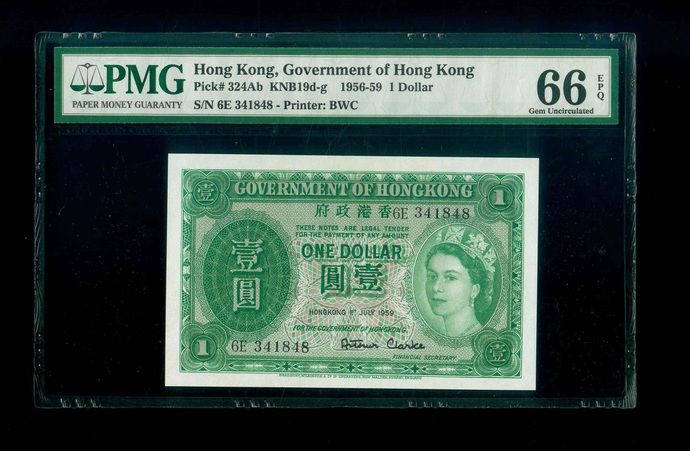 PMG
PAPER MONEY GUARANTY
Hong Kong, Government of Hong Kong
Pick# 324Ab KNB19d-g 1956-59 1 Dollar
S/N 6E 341848 - Printer: BWC
66 EPQ
Gem Uncirculated
壹 GOVERNMENT OF HONGKONG 1
府政港香 6E 341848
THESE NOTES ARE LEGAL TENDER
FOR THE PAYMENT OF ANY AMOUNT
ONE DOLLAR
壹圓
圓壹
HONGKONG 1ST JULY 1959
FOR THE GOVERNMENT OF HONGKONG.
1 6E 341848 Arthur Clarke 壹
FINANCIAL SECRETARY